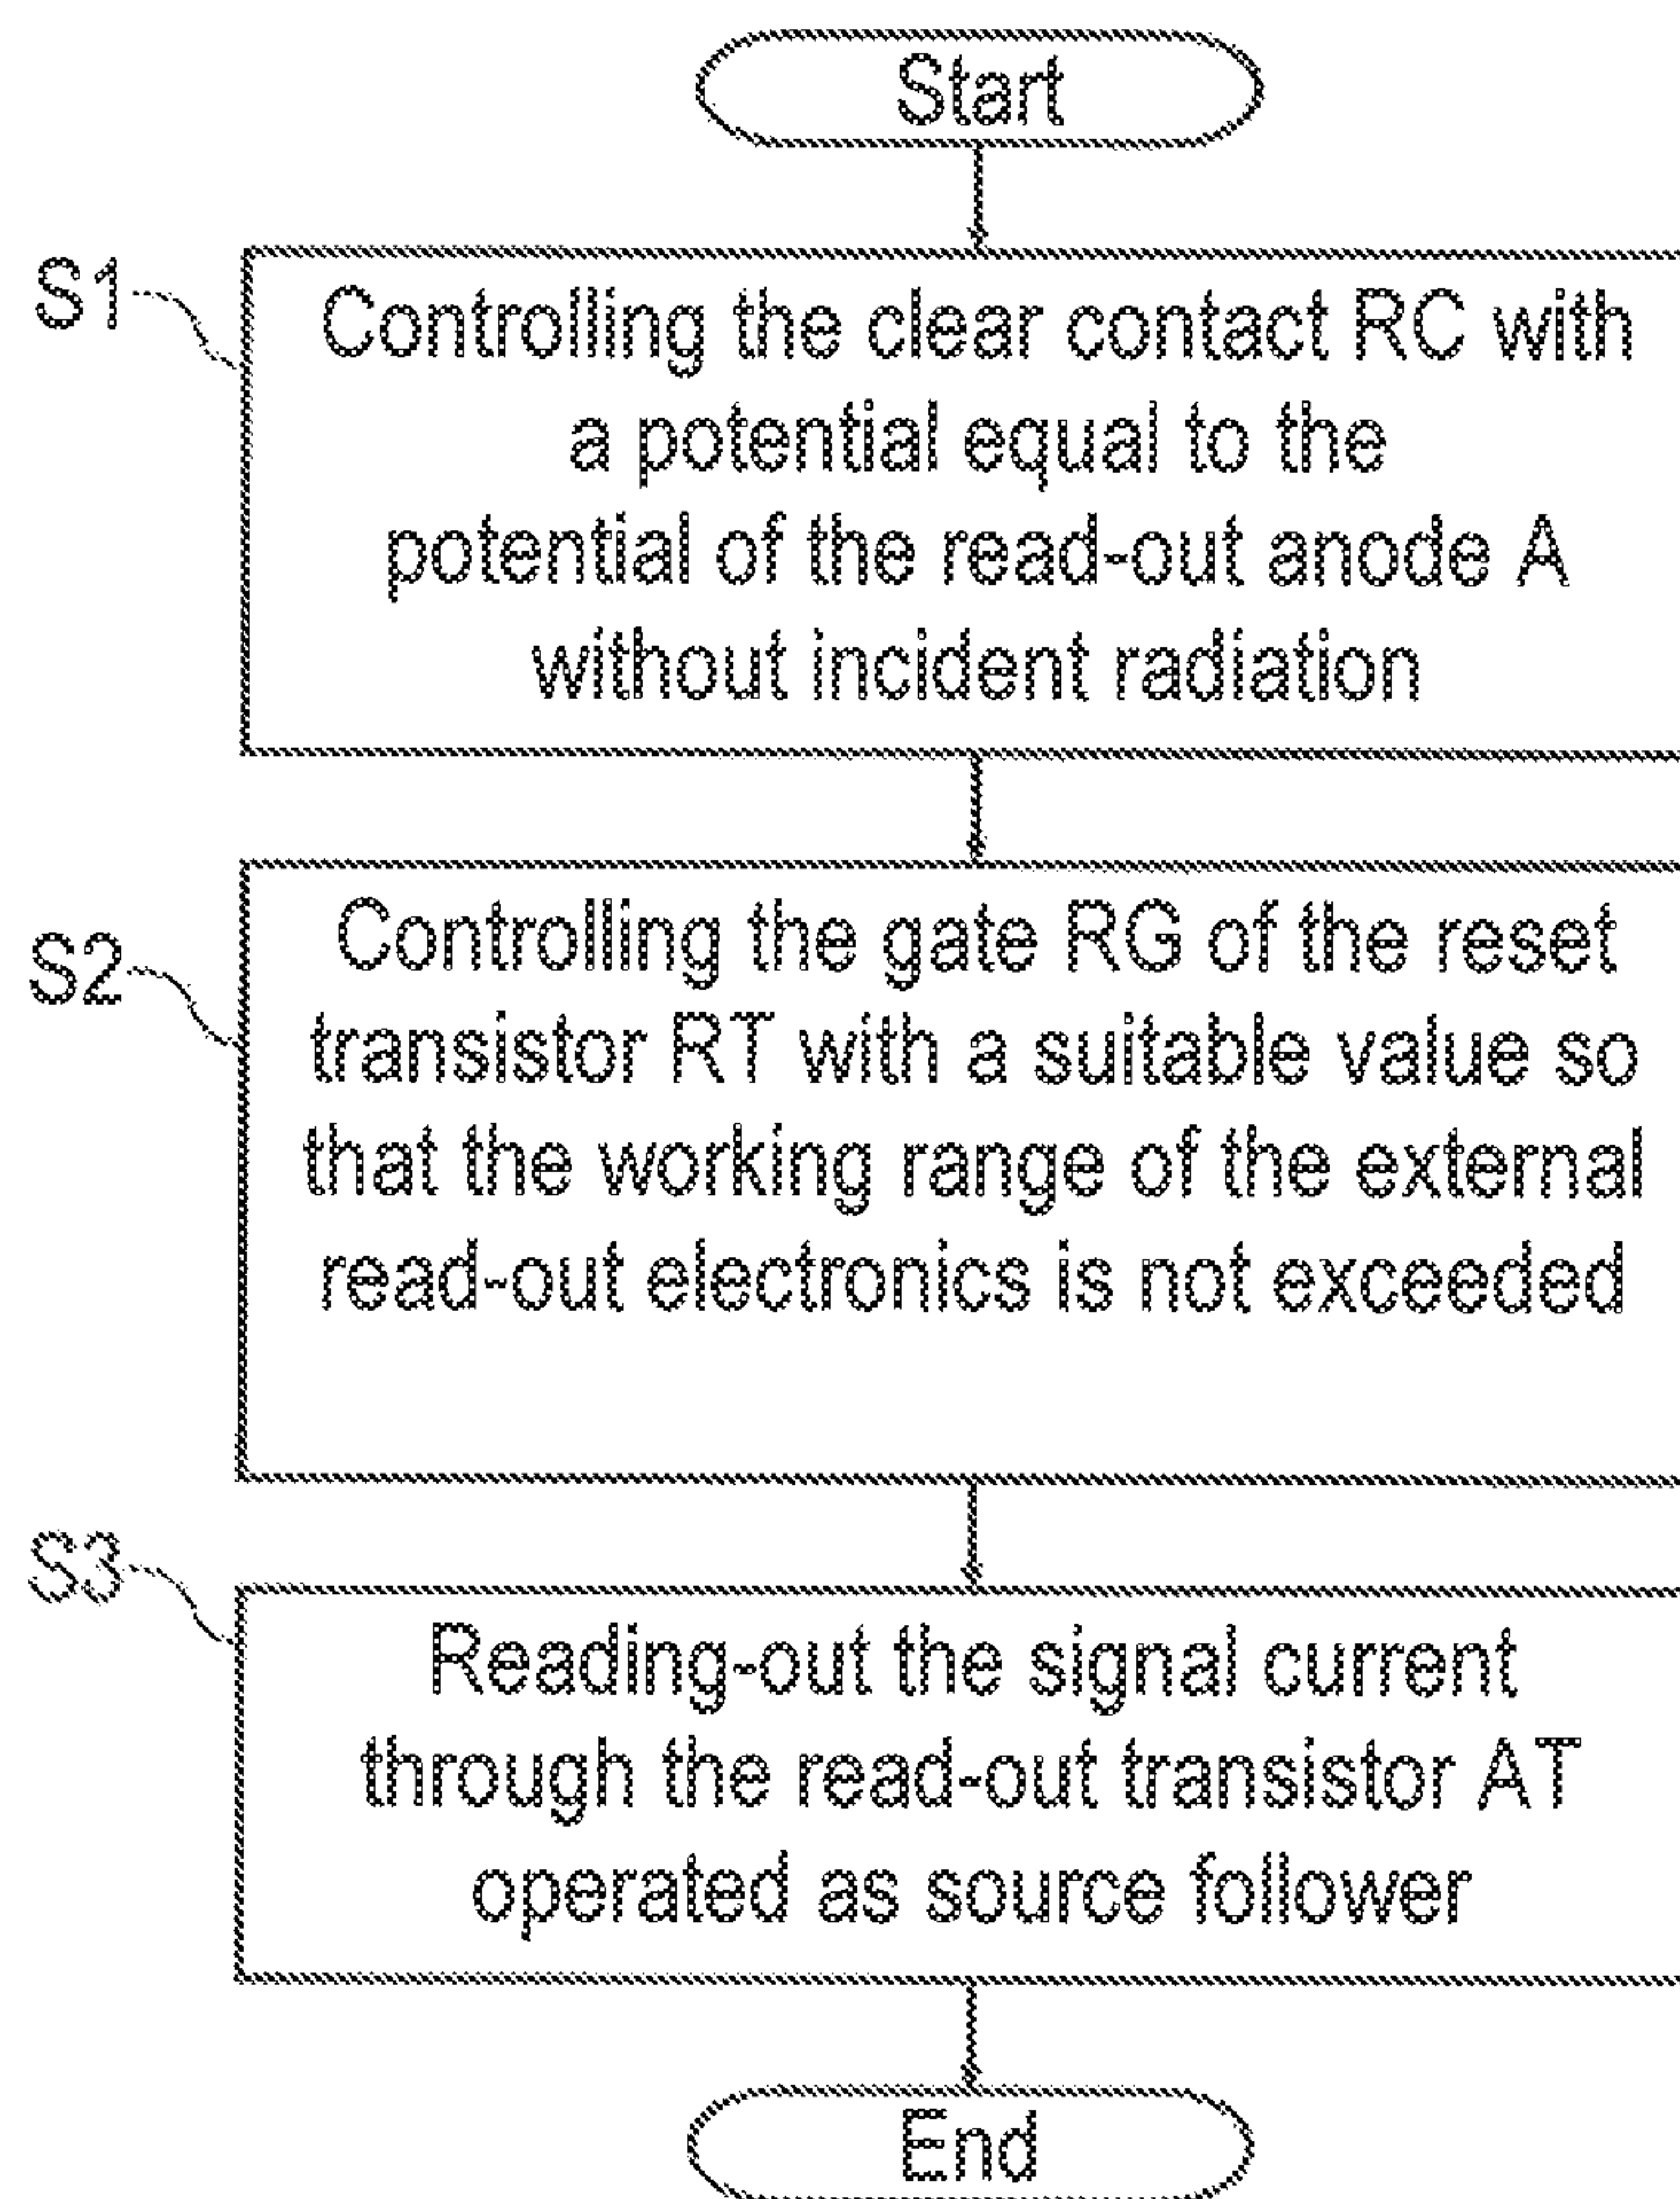 Start
S1
Controlling the clear contact RC with
a potential equal to the
potential of the read-out anode A
without incident radiation
S2
Controlling the gate RG of the reset
transistor RT with a suitable value so
that the working range of the external
read-out electronics is not exceeded
S3
Reading-out the signal current
through the read-out transistor AT
operated as source follower
End